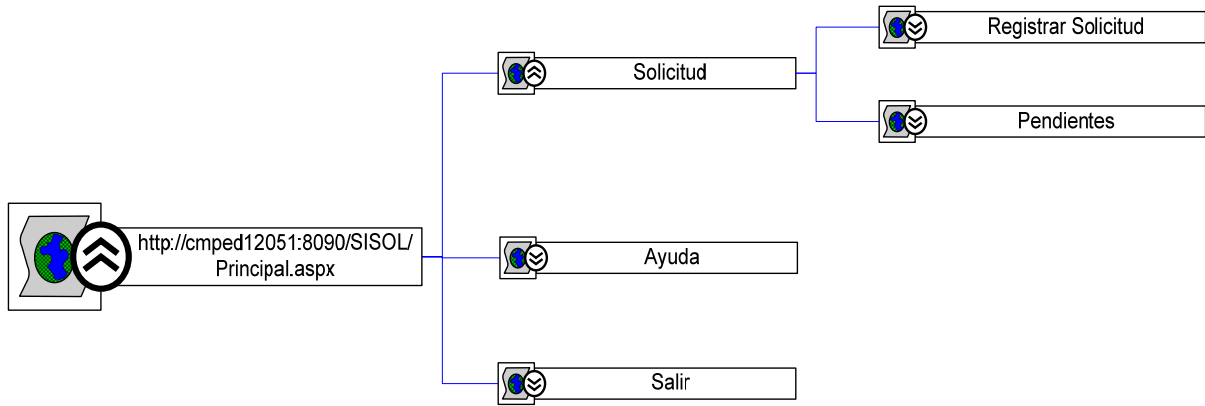 http://cmped12051:8090/SISOL/
Principal.aspx
Solicitud
Registrar Solicitud
Pendientes
Ayuda
Salir